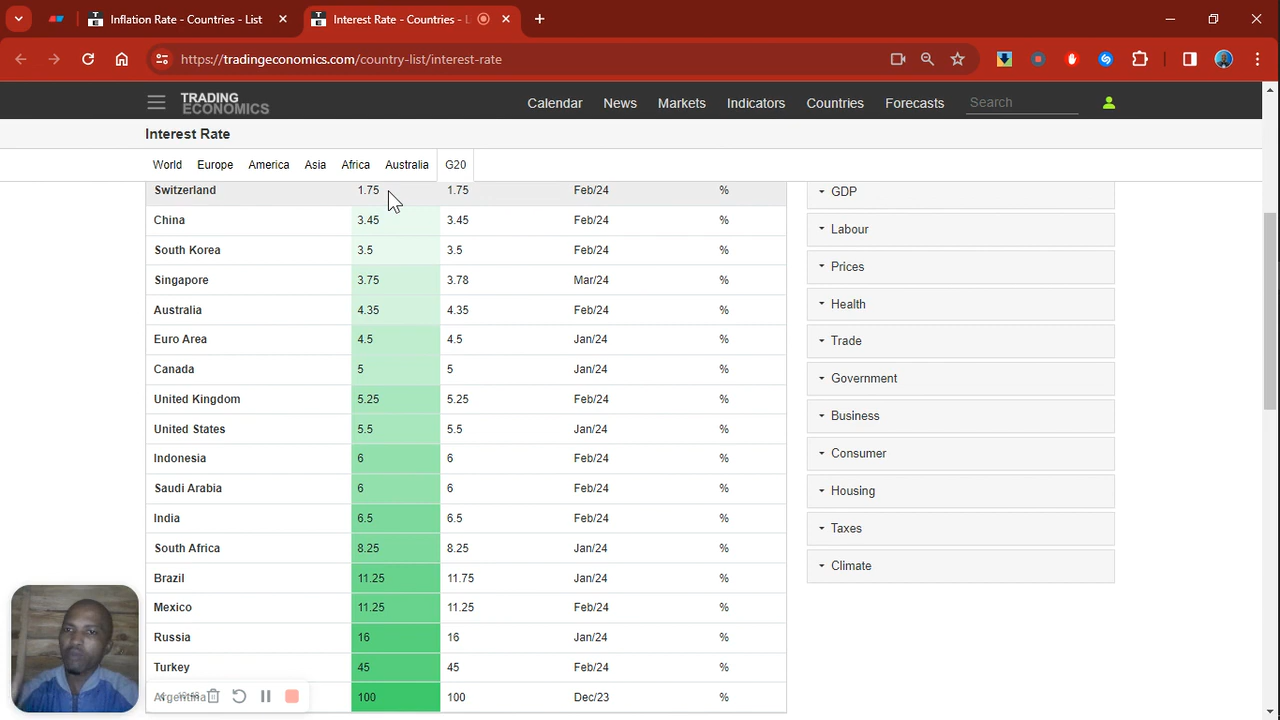 Inflation Rate - Countries - List
Interest Rate - Countries - L
https://tradingeconomics.com/country-list/interest-rate
TRADING ECONOMICS
Calendar News Markets Indicators Countries Forecasts Search
Interest Rate
World Europe America Asia Africa Australia G20
Switzerland 1.75 1.75 Feb/24 %
China 3.45 3.45 Feb/24 %
South Korea 3.5 3.5 Feb/24 %
Singapore 3.75 3.78 Mar/24 %
Australia 4.35 4.35 Feb/24 %
Euro Area 4.5 4.5 Jan/24 %
Canada 5 5 Jan/24 %
United Kingdom 5.25 5.25 Feb/24 %
United States 5.5 5.5 Jan/24 %
Indonesia 6 6 Feb/24 %
Saudi Arabia 6 6 Feb/24 %
India 6.5 6.5 Feb/24 %
South Africa 8.25 8.25 Jan/24 %
Brazil 11.25 11.75 Jan/24 %
Mexico 11.25 11.25 Feb/24 %
Russia 16 16 Jan/24 %
Turkey 45 45 Feb/24 %
Argentina 100 100 Dec/23 %
GDP
Labour
Prices
Health
Trade
Government
Business
Consumer
Housing
Taxes
Climate